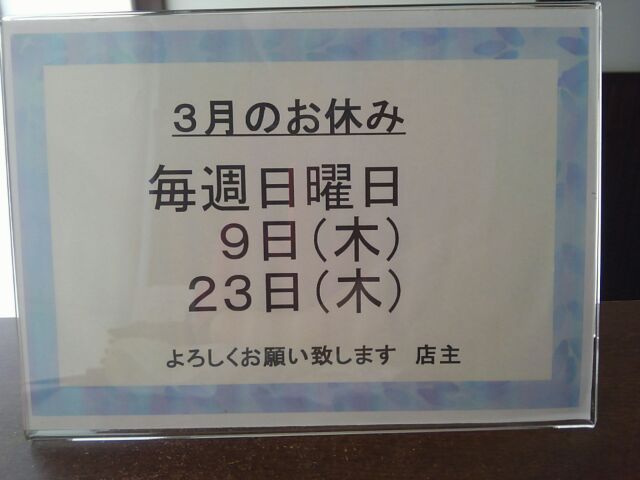 ３月のお休み
毎週日曜日
９日（木）
２３日（木）
よろしくお願い致します　店主